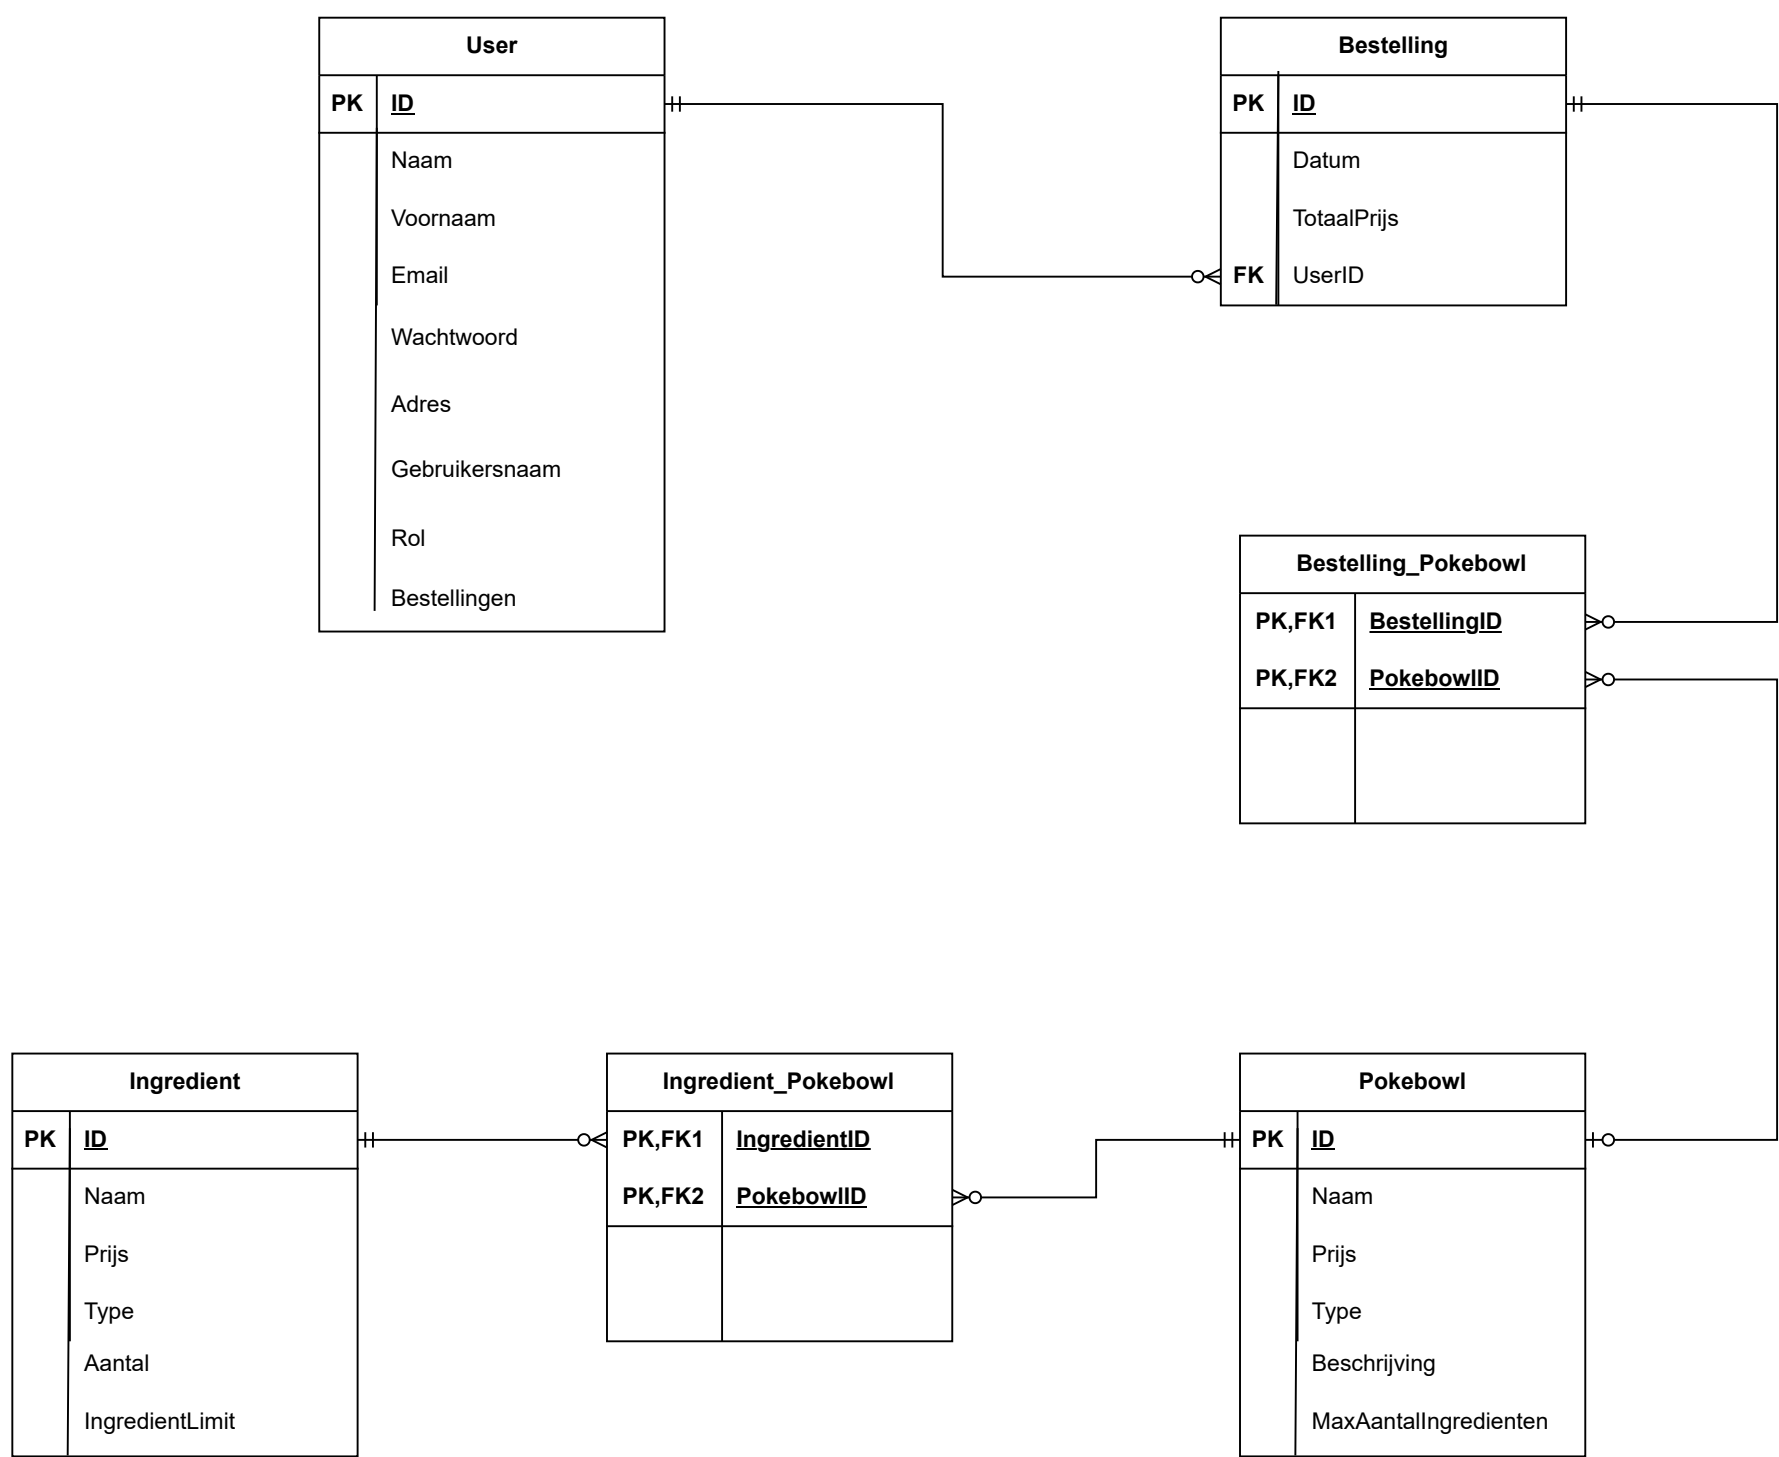 User
PK ID
Naam
Voornaam
Email
Wachtwoord
Adres
Gebruikersnaam
Rol
Bestellingen
Bestelling
PK ID
Datum
TotaalPrijs
FK UserID
Bestelling_Pokebowl
PK,FK1 BestellingID
PK,FK2 PokebowlID
Ingredient
PK ID
Naam
Prijs
Type
Aantal
IngredientLimit
Ingredient_Pokebowl
PK,FK1 IngredientID
PK,FK2 PokebowlID
Pokebowl
PK ID
Naam
Prijs
Type
Beschrijving
MaxAantalIngredienten